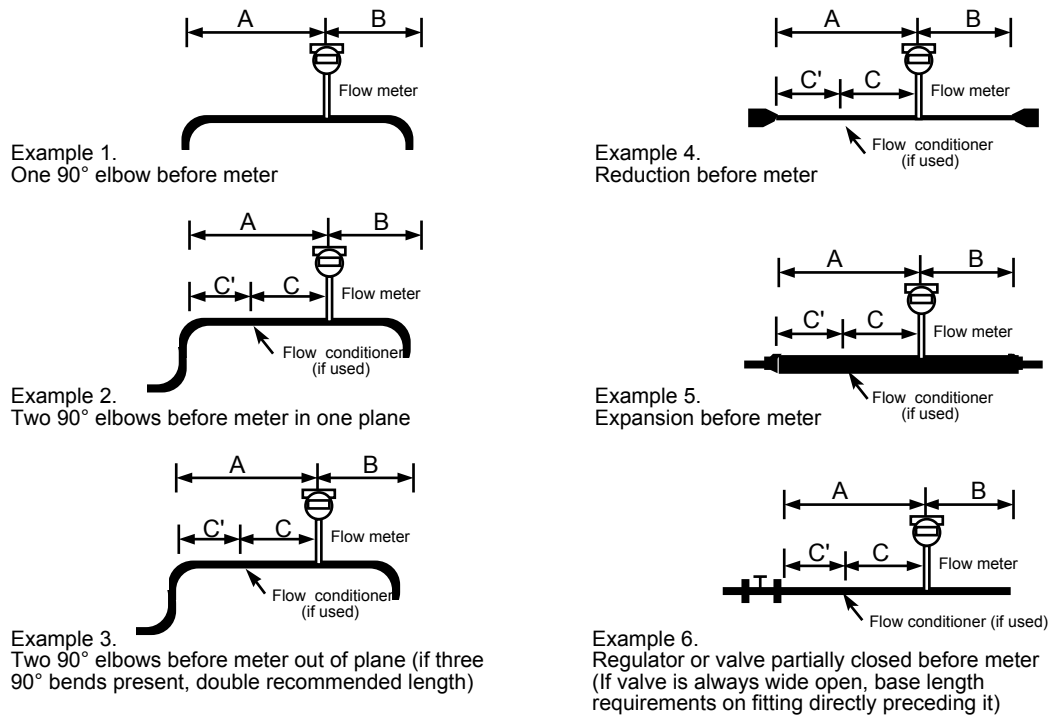 A B
Flow meter
Example 1.
One 90° elbow before meter
A B
C' C
Flow meter
Flow conditioner
(if used)
Example 2.
Two 90° elbows before meter in one plane
A B
C' C
Flow meter
Flow conditioner
(if used)
Example 3.
Two 90° elbows before meter out of plane (if three
90° bends present, double recommended length)
A B
C' C
Flow meter
Flow conditioner
(if used)
Example 4.
Reduction before meter
A B
C' C
Flow meter
Flow conditioner
(if used)
Example 5.
Expansion before meter
A B
C' C
Flow meter
Flow conditioner (if used)
Example 6.
Regulator or valve partially closed before meter
(If valve is always wide open, base length
requirements on fitting directly preceding it)